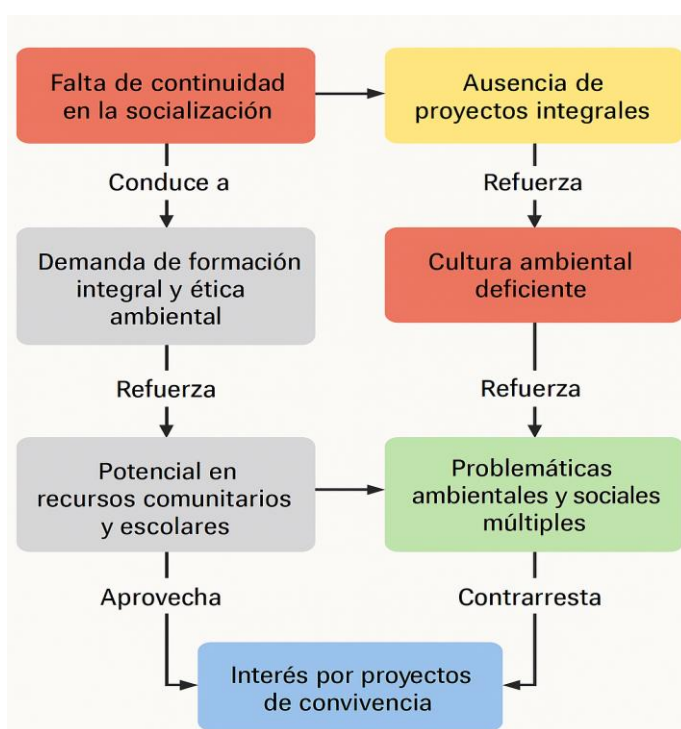 Falta de continuidad
en la socialización
Ausencia de
proyectos integrales
Conduce a
Refuerza
Demanda de formación
integral y ética
ambiental
Cultura ambiental
deficiente
Refuerza
Refuerza
Potencial en
recursos comunitarios
y escolares
Problemáticas
ambientales y sociales
múltiples
Aprovecha
Contrarresta
Interés por proyectos
de convivencia